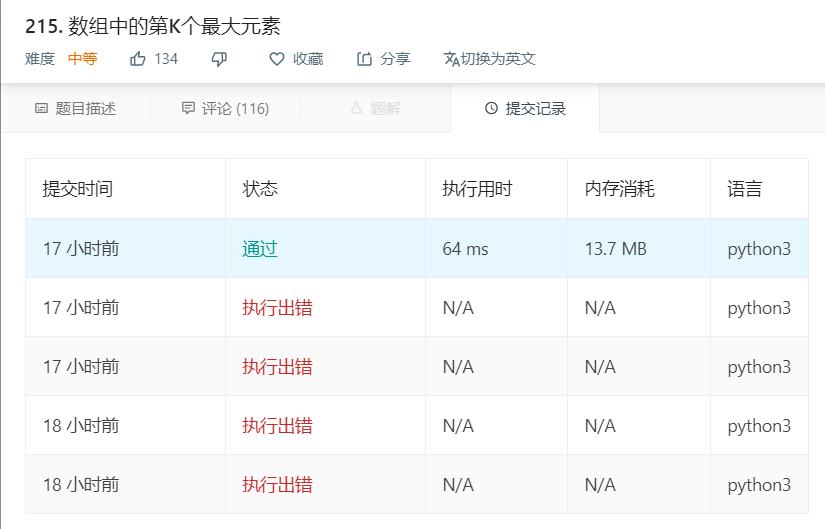 215. 数组中的第K个最大元素
难度 中等 134 收藏 分享 切换为英文
题目描述 评论 (116) 题解 提交记录
提交时间 状态 执行用时 内存消耗 语言
17 小时前 通过 64 ms 13.7 MB python3
17 小时前 执行出错 N/A N/A python3
17 小时前 执行出错 N/A N/A python3
18 小时前 执行出错 N/A N/A python3
18 小时前 执行出错 N/A N/A python3